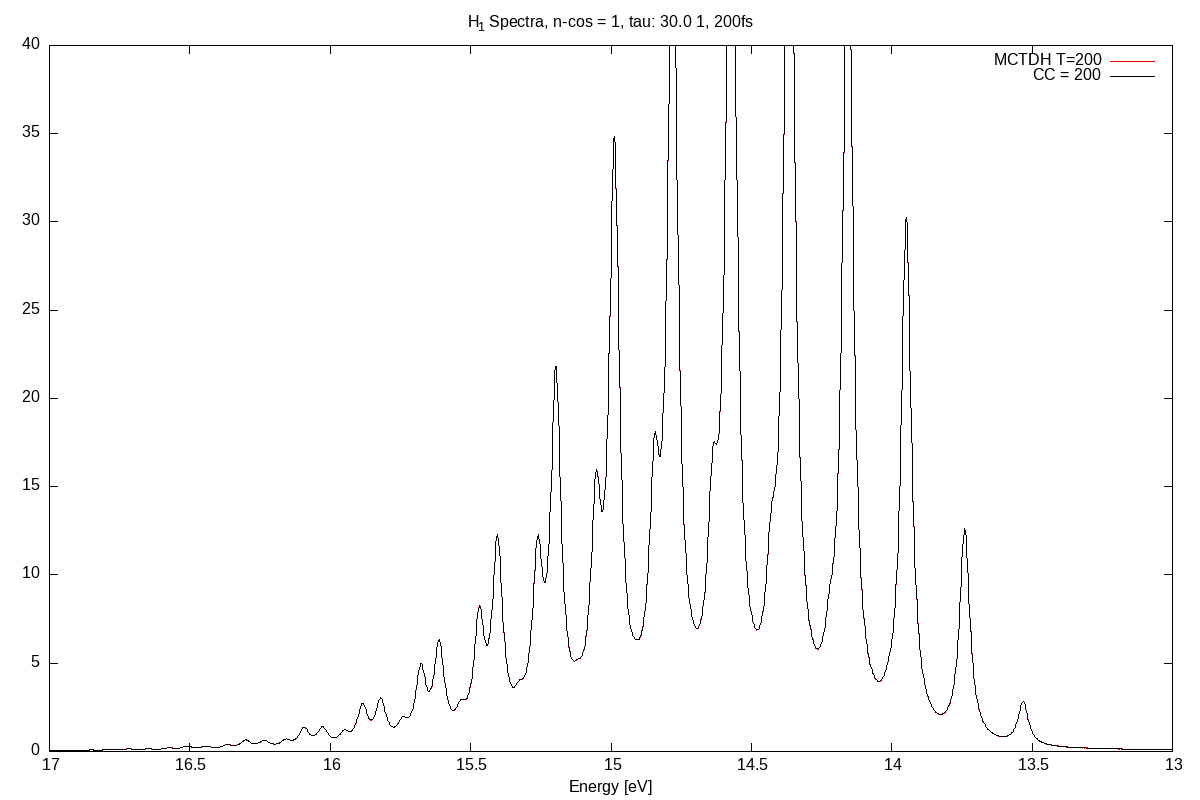 H1 Spectra, n-cos = 1, tau: 30.0 1, 200fs
40
MCTDH T=200
CC = 200
35
30
25
20
15
10
5
0
17 16.5 16 15.5 15 14.5 14 13.5 13
Energy [eV]